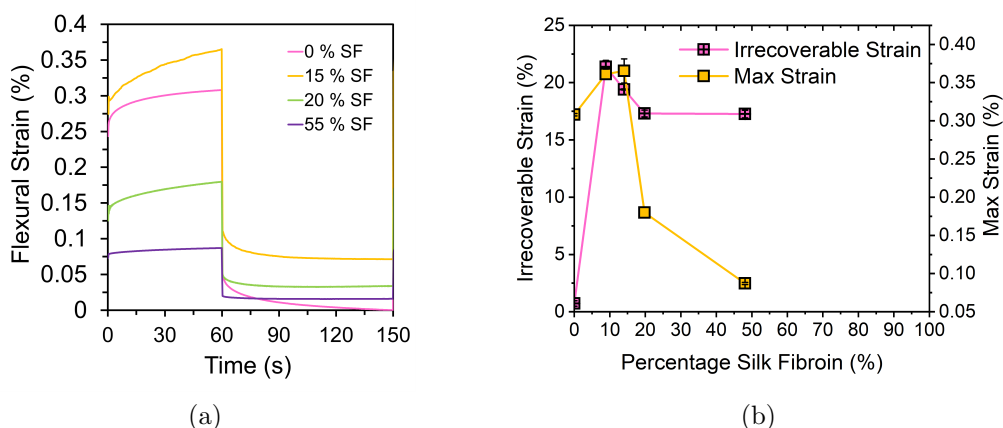 0.4
0.35
0.3
0.25
0.2
0.15
0.1
0.05
0
Flexural Strain (%)
0 % SF
15 % SF
20 % SF
55 % SF
0 30 60 90 120 150
Time (s)
(a)
25
20
15
10
5
0
Irrecoverable Strain (%)
Irrecoverable Strain
Max Strain
0.40
0.35
0.30
0.25
0.20
0.15
0.10
0.05
Max Strain (%)
0 10 20 30 40 50 60 70 80 90 100
Percentage Silk Fibroin (%)
(b)